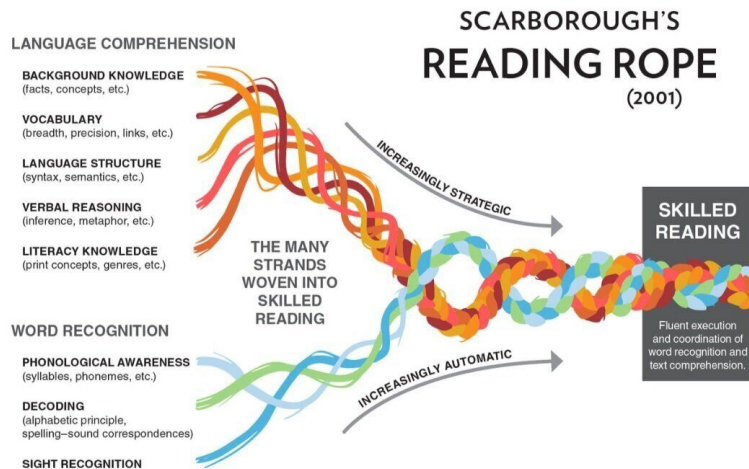 SCARBOROUGH'S
READING ROPE
(2001)
LANGUAGE COMPREHENSION
BACKGROUND KNOWLEDGE
(facts, concepts, etc.)
VOCABULARY
(breadth, precision, links, etc.)
LANGUAGE STRUCTURE
(syntax, semantics, etc.)
VERBAL REASONING
(inference, metaphor, etc.)
LITERACY KNOWLEDGE
(print concepts, genres, etc.)
THE MANY
STRANDS
WOVEN INTO
SKILLED
READING
INCREASINGLY STRATEGIC
WORD RECOGNITION
PHONOLOGICAL AWARENESS
(syllables, phonemes, etc.)
DECODING
(alphabetic principle,
spelling–sound correspondences)
SIGHT RECOGNITION
INCREASINGLY AUTOMATIC
SKILLED
READING
Fluent execution
and coordination of
word recognition and
text comprehension.